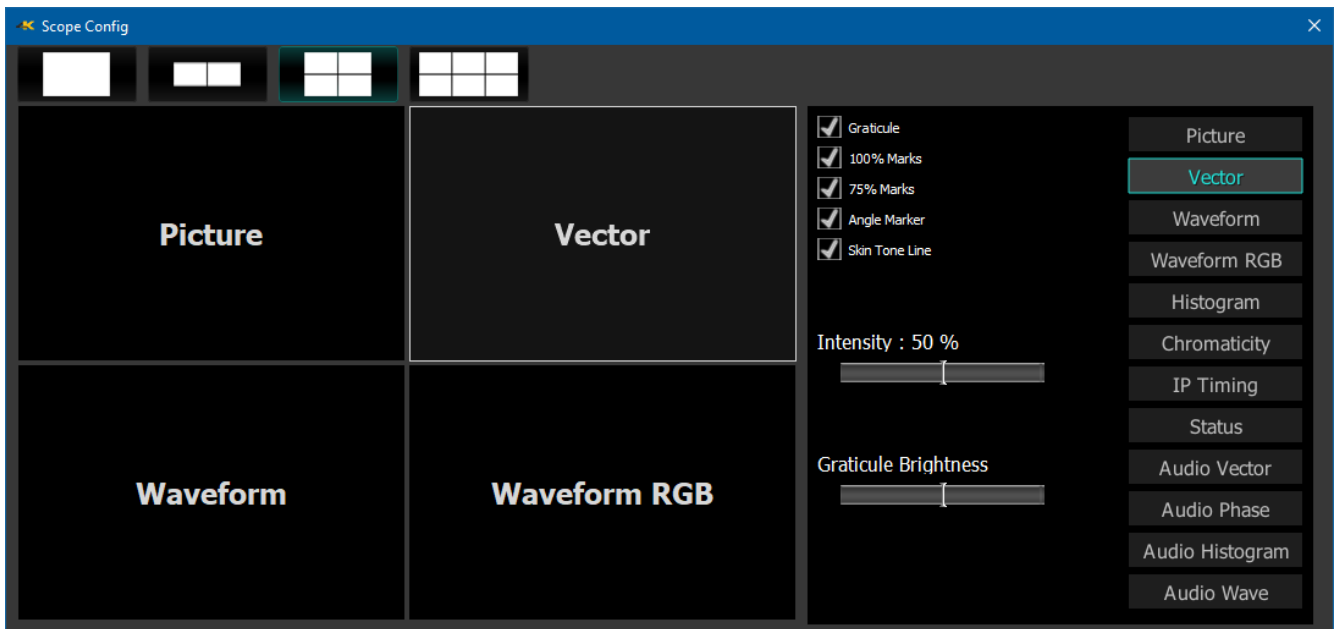 Scope Config
Picture
Vector
Waveform
Waveform RGB
Graticule
100% Marks
75% Marks
Angle Marker
Skin Tone Line
Intensity : 50 %
Graticule Brightness
Picture
Vector
Waveform
Waveform RGB
Histogram
Chromaticity
IP Timing
Status
Audio Vector
Audio Phase
Audio Histogram
Audio Wave